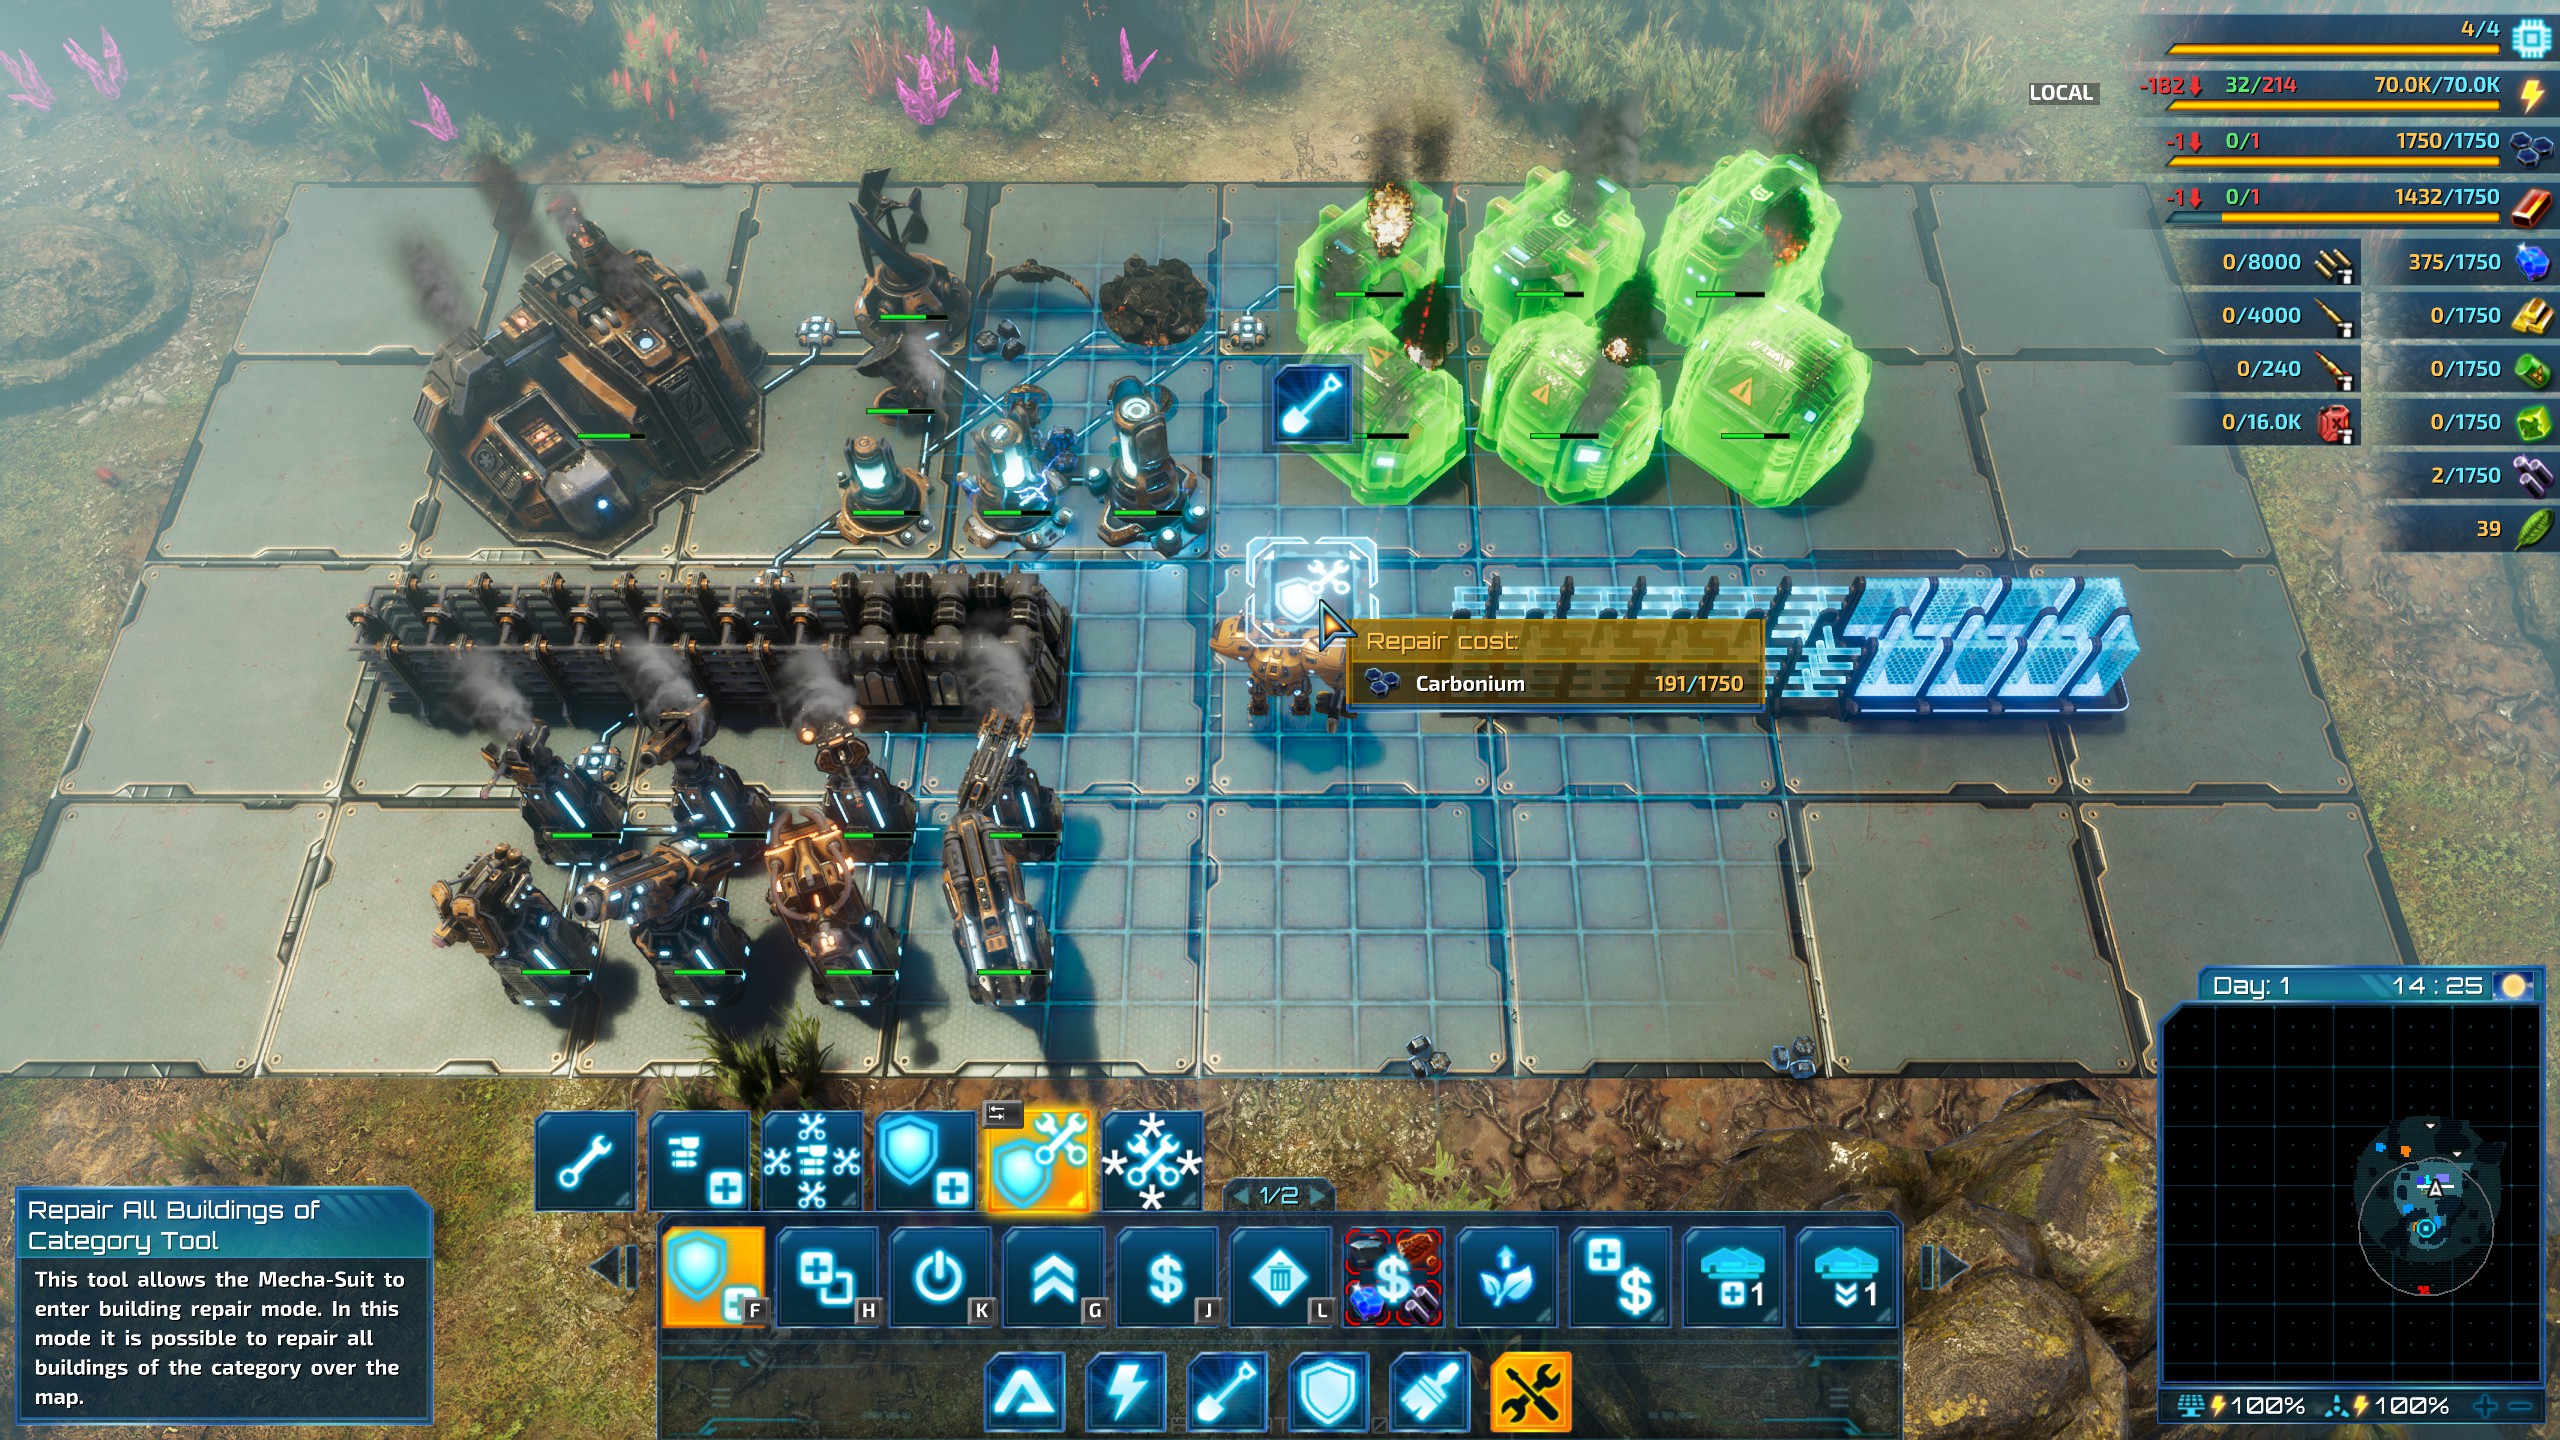 4/4
LOCAL
-182 32/214 70.0K/70.0K
-1 0/1 1750/1750
-1 0/1 1432/1750
0/8000 375/1750
0/4000 0/1750
0/240 0/1750
0/16.0K 0/1750
2/1750
39
Repair cost:
Carbonium 191/1750
Day: 1 14:25
1/2
Repair All Buildings of
Category Tool
This tool allows the Mecha-Suit to
enter building repair mode. In this
mode it is possible to repair all
buildings of the category over the
map.
F H K G J L 1 1
100% 100%